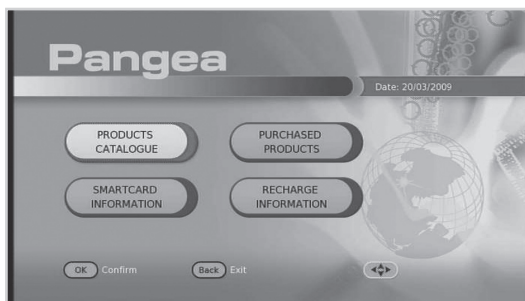 Pangea
Date: 20/03/2009
PRODUCTS
CATALOGUE
PURCHASED
PRODUCTS
SMARTCARD
INFORMATION
RECHARGE
INFORMATION
OK Confirm
Back Exit